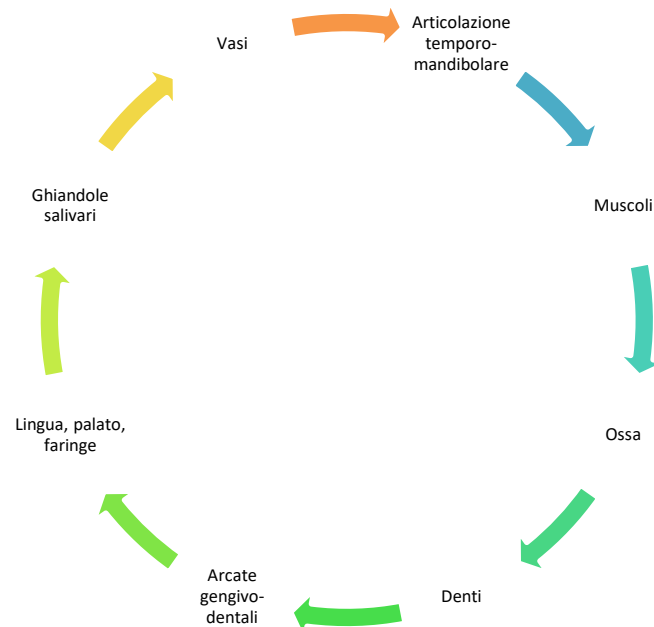 Vasi
Articolazione
temporo-
mandibolare
Muscoli
Ossa
Denti
Arcate
gengivo-
dentali
Lingua, palato,
faringe
Ghiandole
salivari